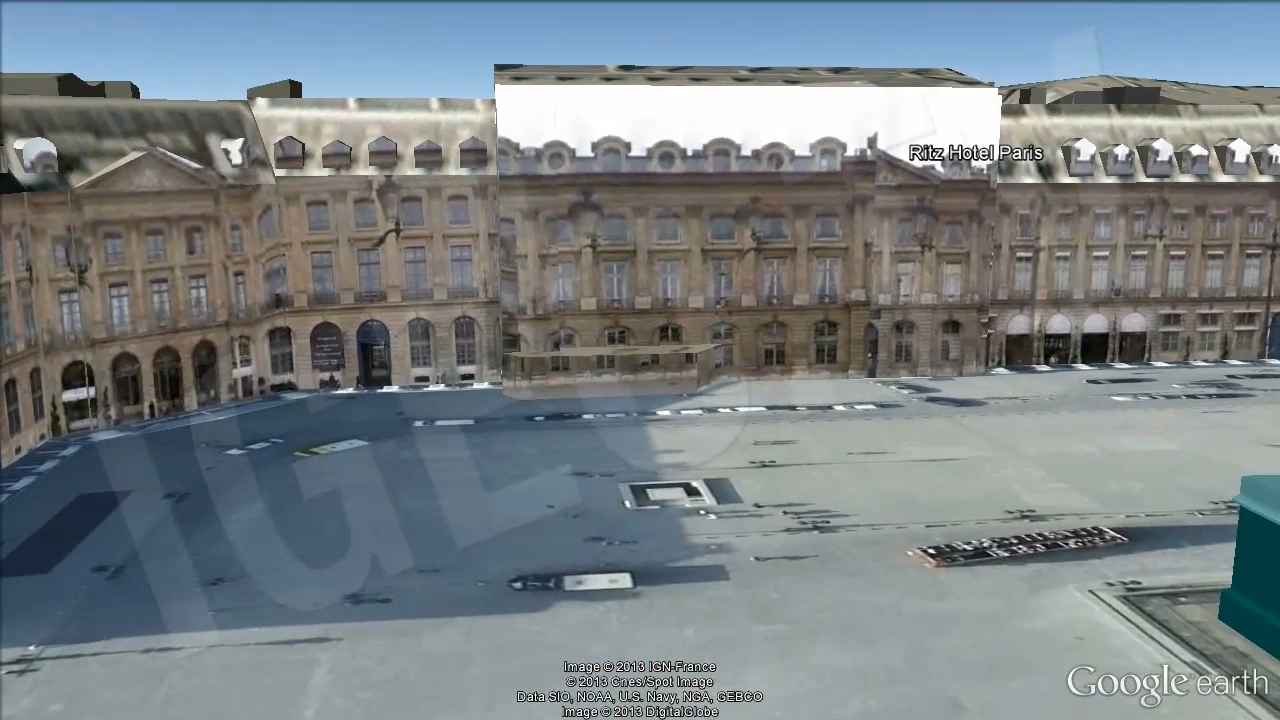 Ritz Hotel Paris
IGN
Image © 2013 IGN-France
© 2013 Cnes/Spot Image
Data SIO, NOAA, U.S. Navy, NGA, GEBCO
Image © 2013 DigitalGlobe
Google earth